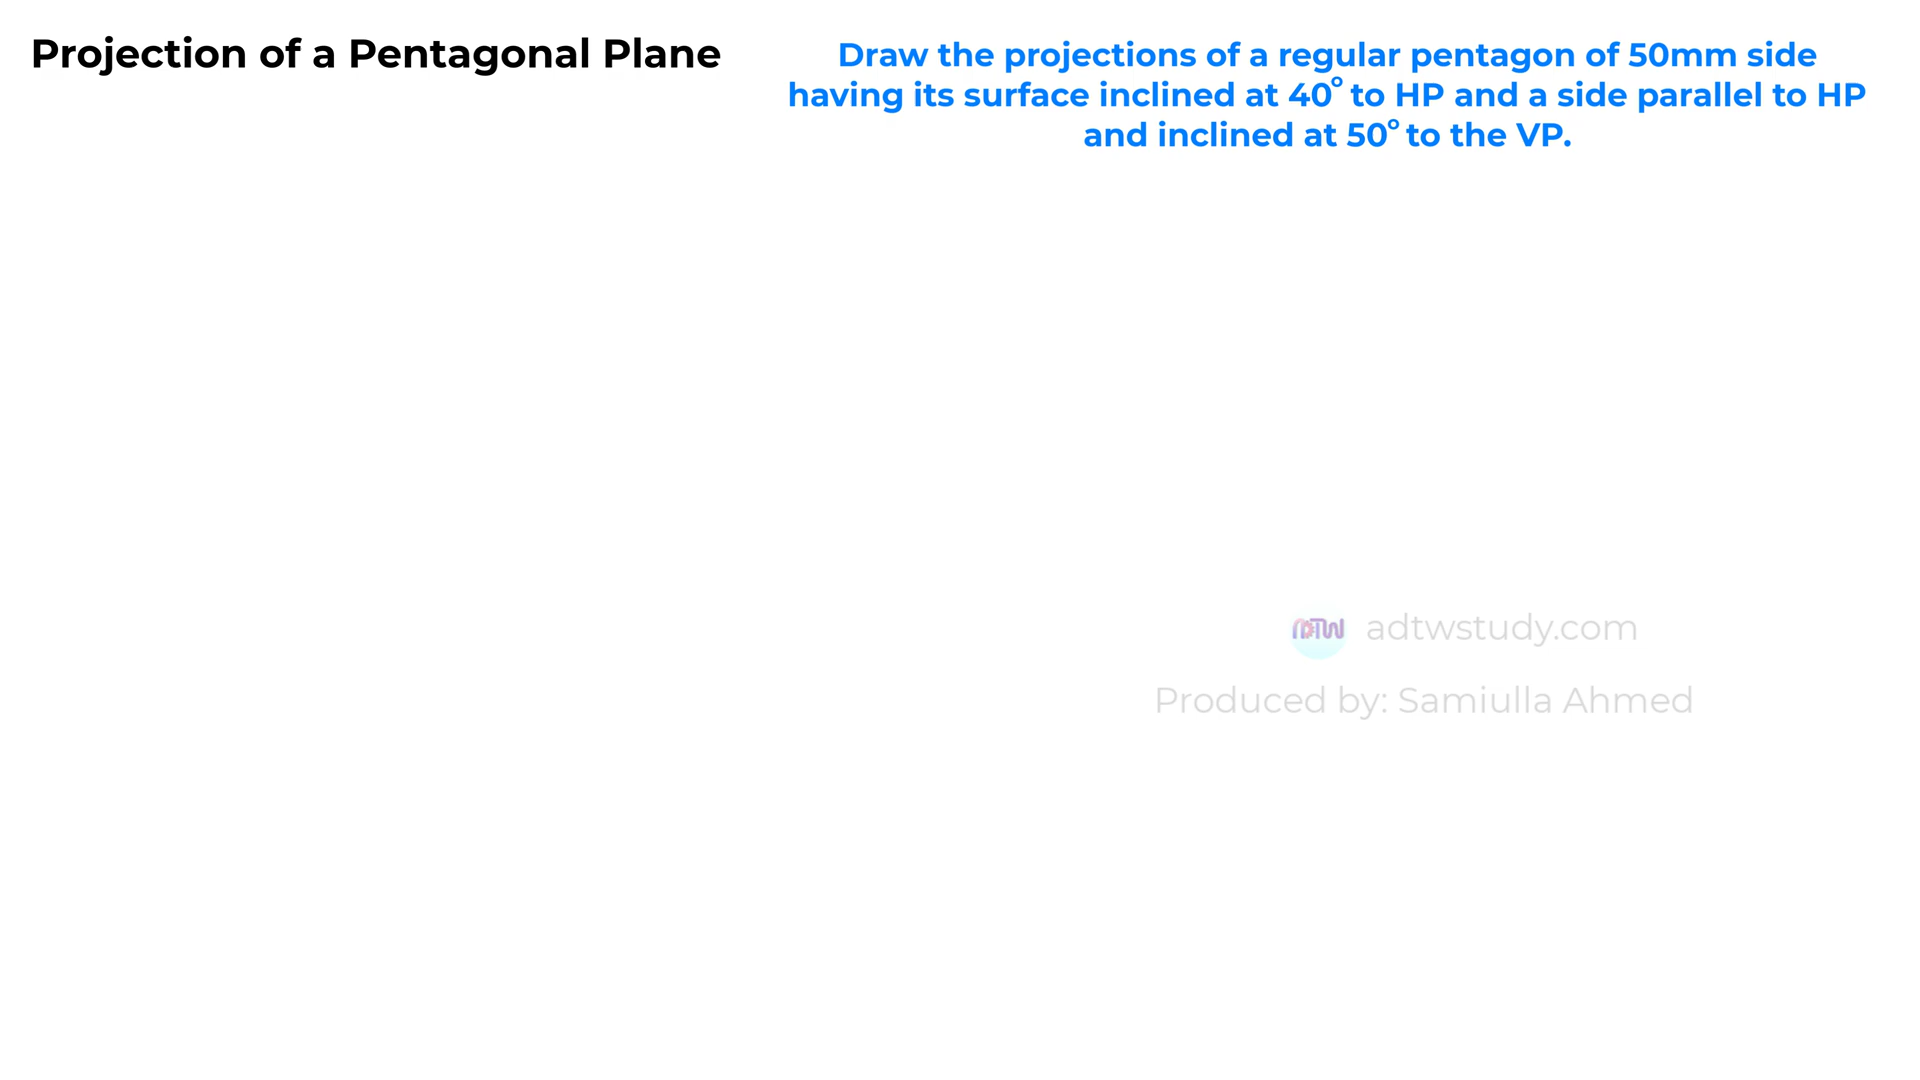 Projection of a Pentagonal Plane
Draw the projections of a regular pentagon of 50mm side
having its surface inclined at 40° to HP and a side parallel to HP
and inclined at 50° to the VP.
ADTW adtwstudy.com
Produced by: Samiulla Ahmed